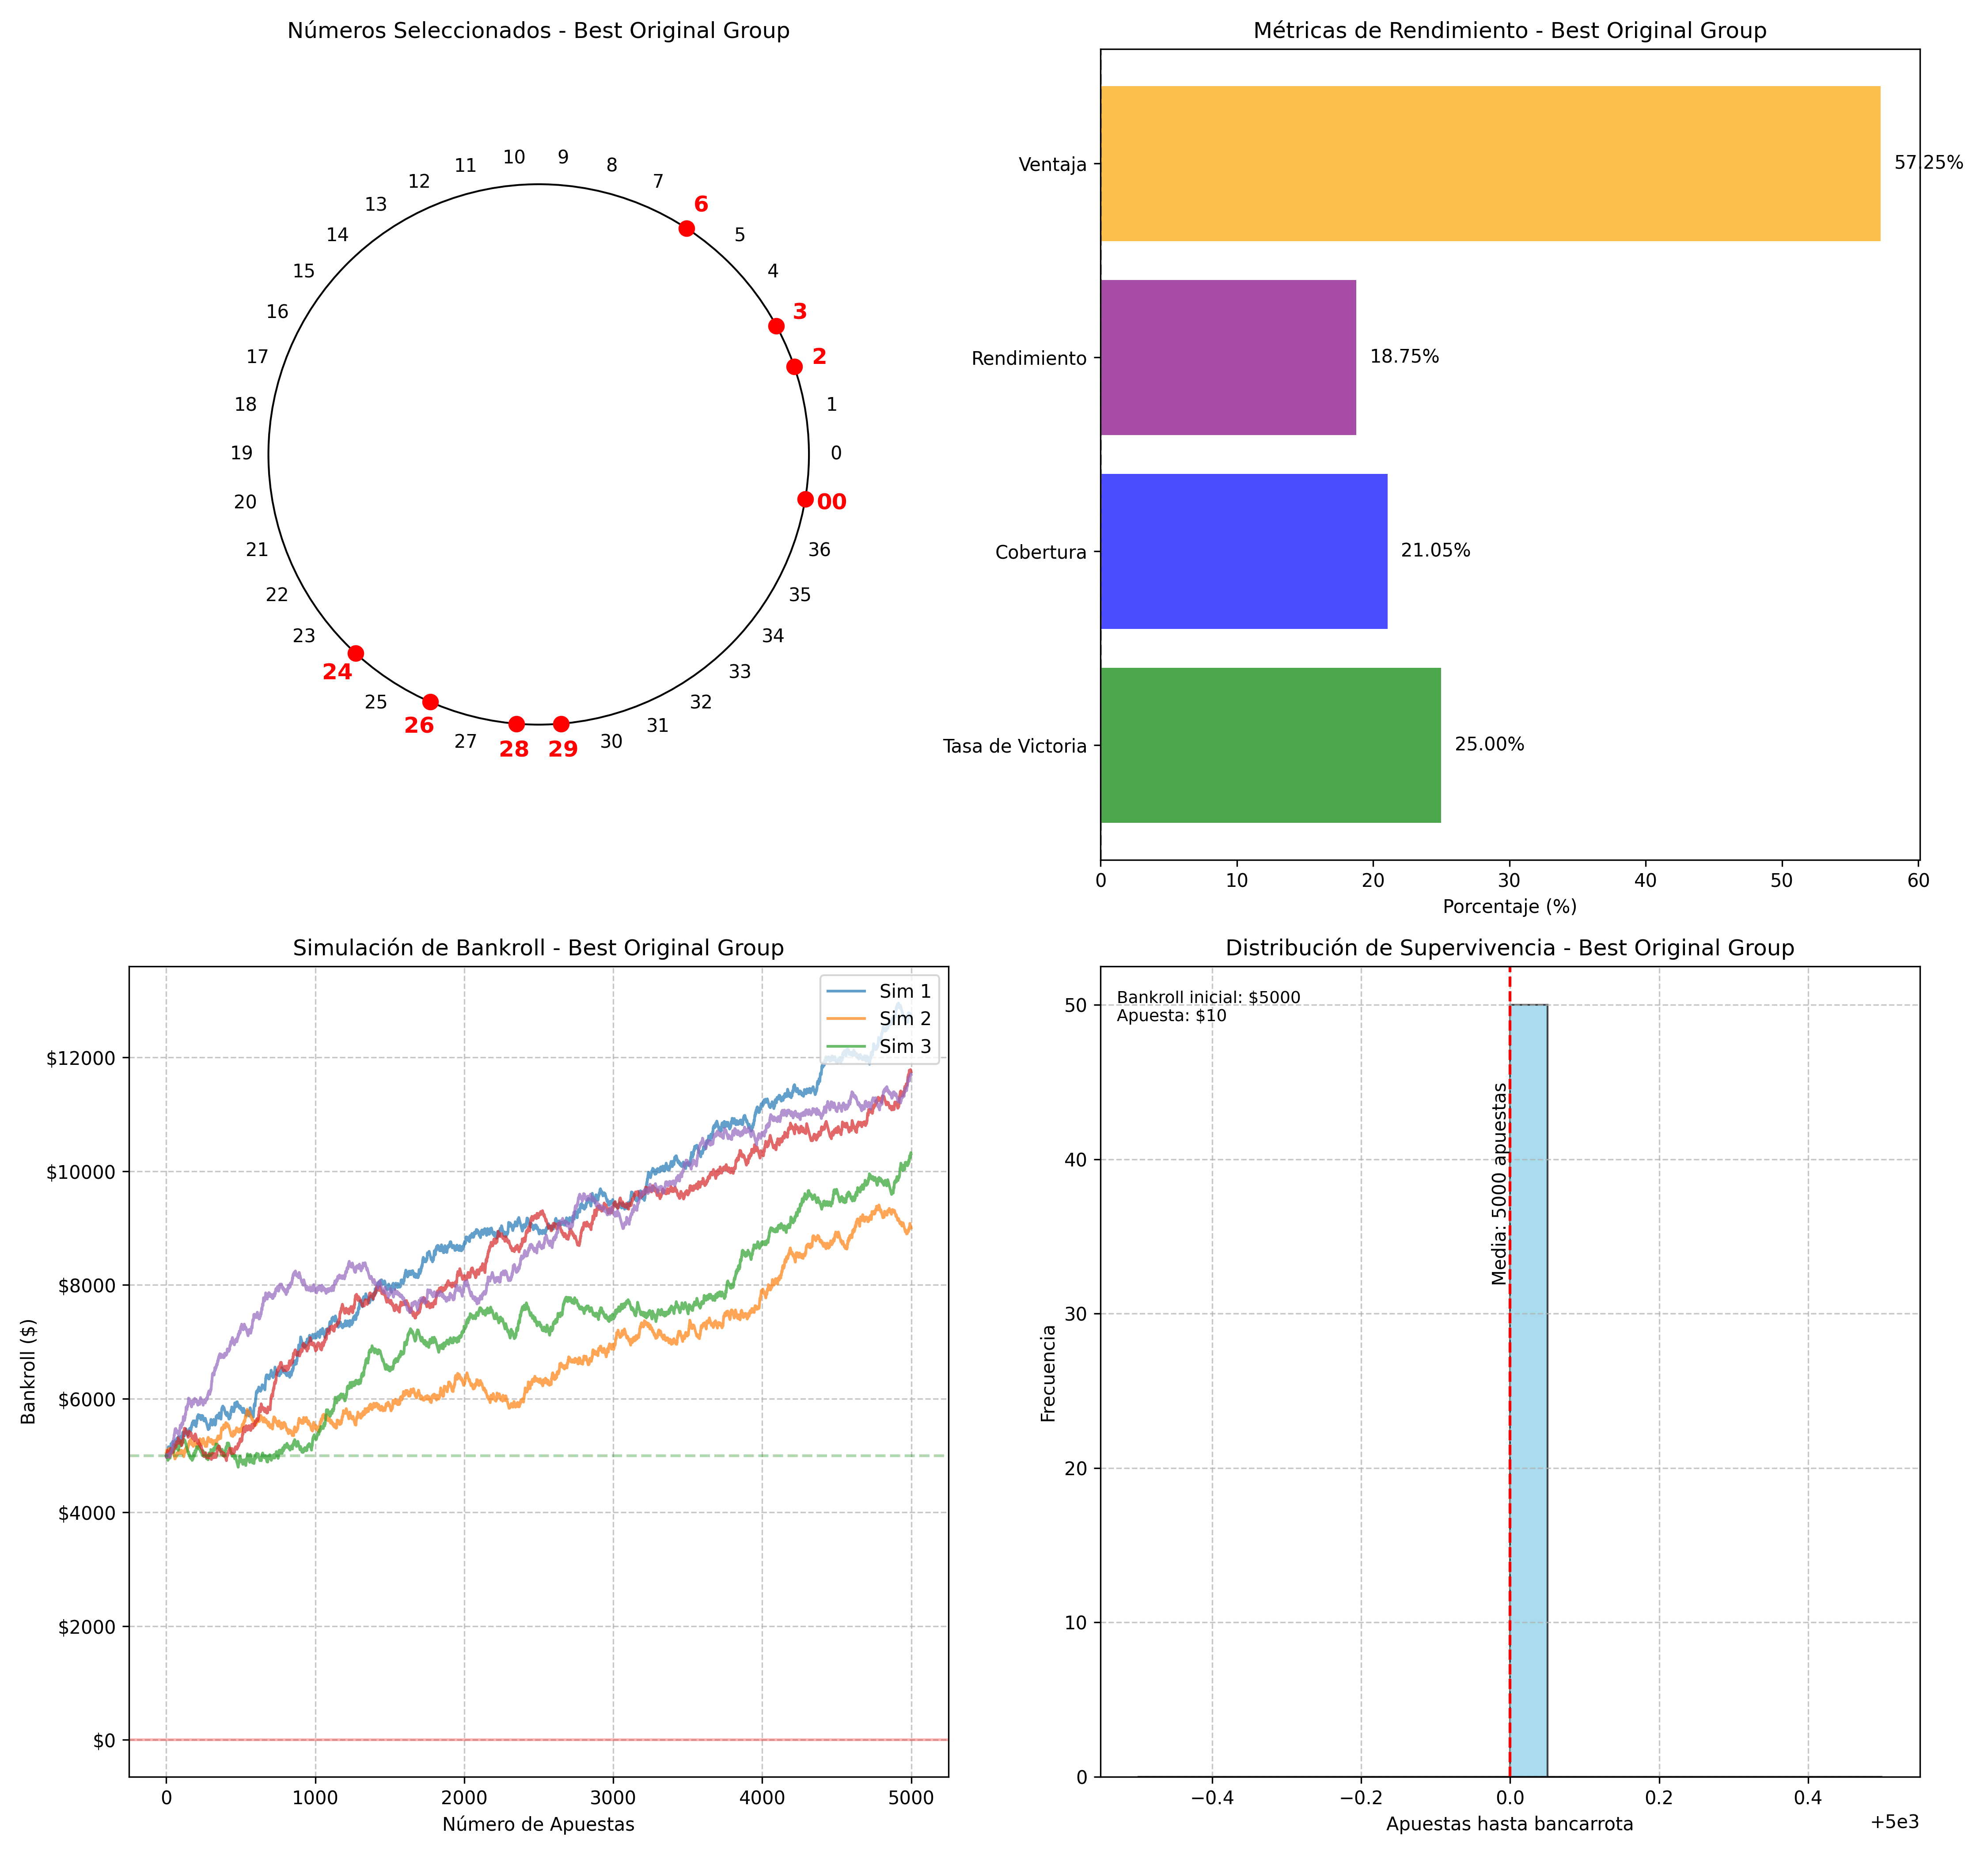 Números Seleccionados - Best Original Group
0
1
2
3
4
5
6
7
8
9
10
11
12
13
14
15
16
17
18
19
20
21
22
23
24
25
26
27
28
29
30
31
32
33
34
35
36
00
Métricas de Rendimiento - Best Original Group
Ventaja
57.25%
Rendimiento
18.75%
Cobertura
21.05%
Tasa de Victoria
25.00%
0 10 20 30 40 50 60
Porcentaje (%)
Simulación de Bankroll - Best Original Group
Sim 1
Sim 2
Sim 3
$12000
$10000
$8000
$6000
$4000
$2000
$0
Bankroll ($)
0 1000 2000 3000 4000 5000
Número de Apuestas
Distribución de Supervivencia - Best Original Group
Bankroll inicial: $5000
Apuesta: $10
Media: 5000 apuestas
50
40
30
20
10
0
Frecuencia
−0.4 −0.2 0.0 0.2 0.4
+5e3
Apuestas hasta bancarrota